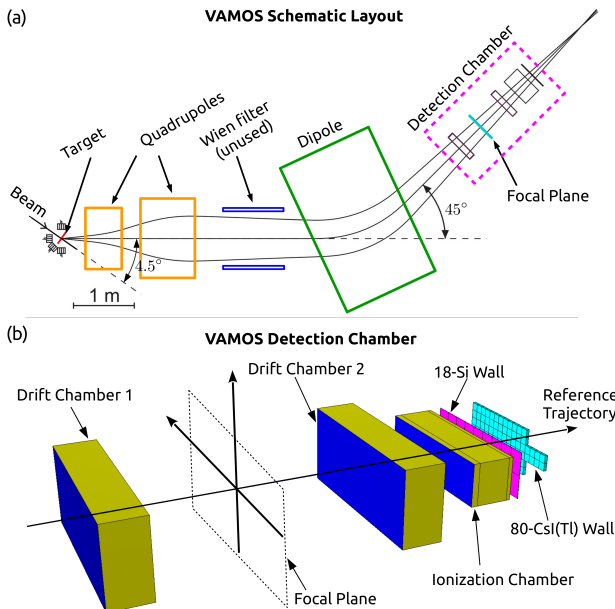 (a)
VAMOS Schematic Layout
Detection Chamber
Quadrupoles
Wien filter
(unused)
Dipole
Target
Focal Plane
Beam
45°
4.5°
1 m
(b)
VAMOS Detection Chamber
18-Si Wall
Drift Chamber 2
Drift Chamber 1
Reference
Trajectory
80-CsI(Tl) Wall
Ionization Chamber
Focal Plane